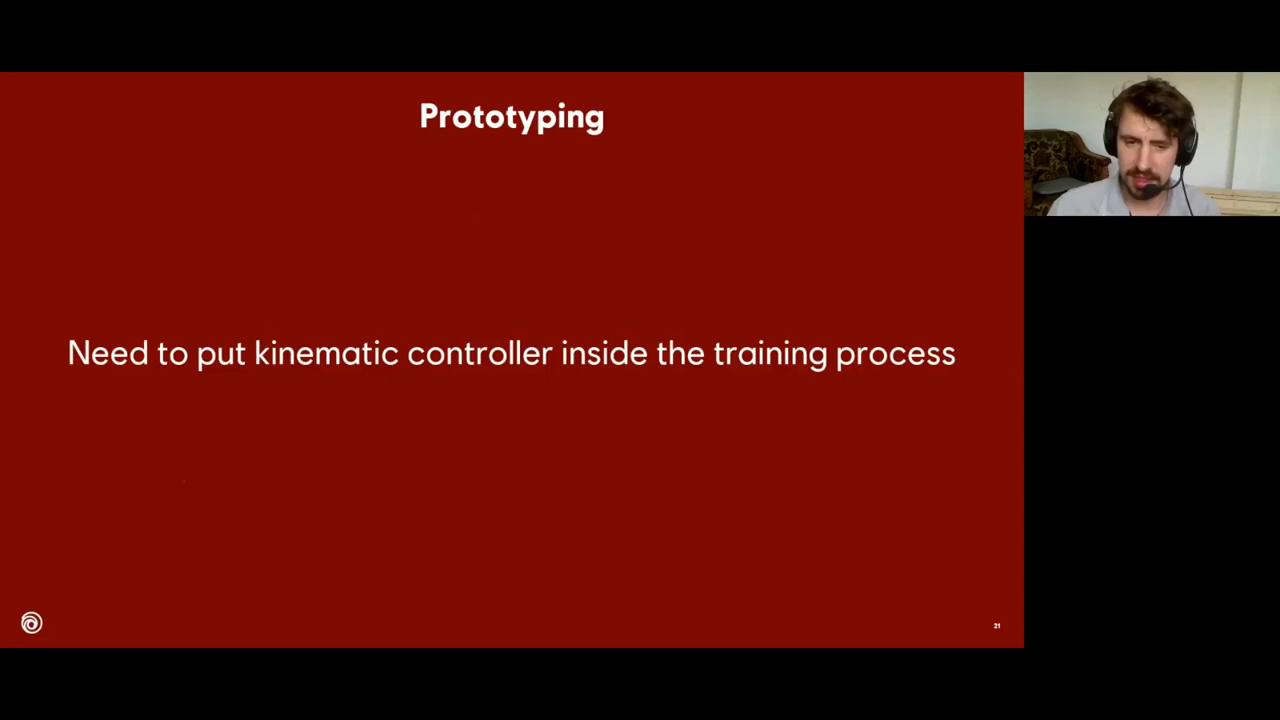 Prototyping
Need to put kinematic controller inside the training process
21